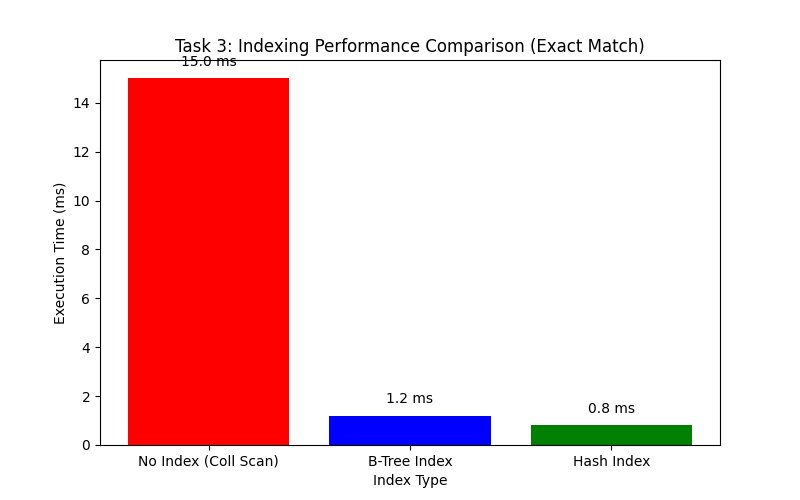 Task 3: Indexing Performance Comparison (Exact Match)
15.0 ms
14
12
10
8
6
4
2
0
Execution Time (ms)
1.2 ms
0.8 ms
No Index (Coll Scan)
B-Tree Index
Hash Index
Index Type